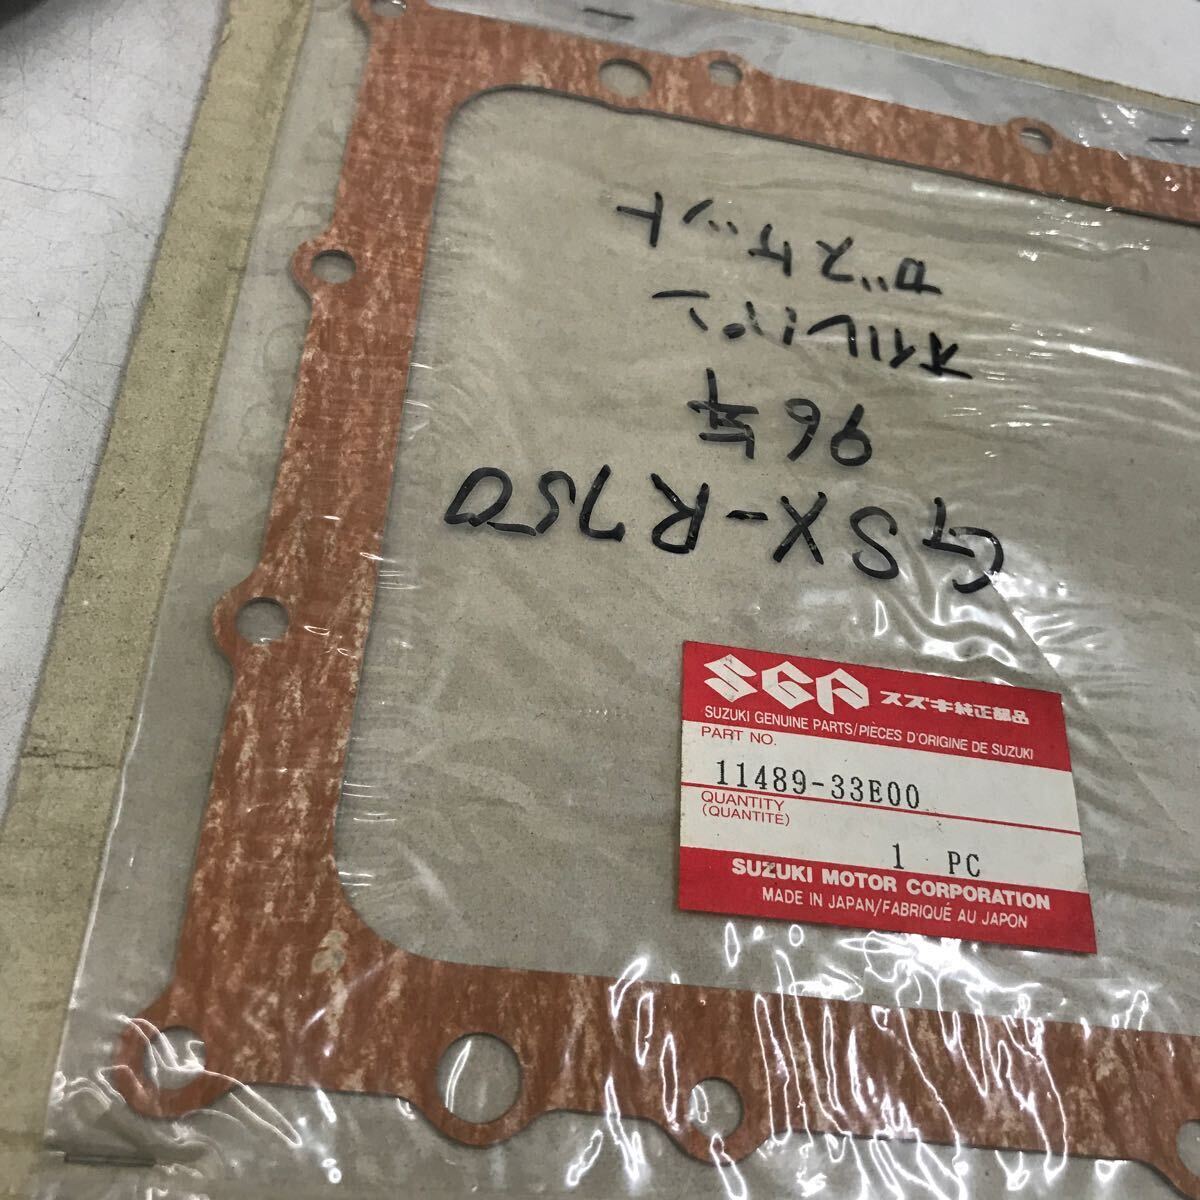 GSX-R750
96年
オイルパン
ガスケット
SGP スズキ純正部品
SUZUKI GENUINE PARTS/PIÈCES D'ORIGINE DE SUZUKI
PART NO.
11489-33E00
QUANTITY
(QUANTITÉ)
1 PC
SUZUKI MOTOR CORPORATION
MADE IN JAPAN/FABRIQUÉ AU JAPON